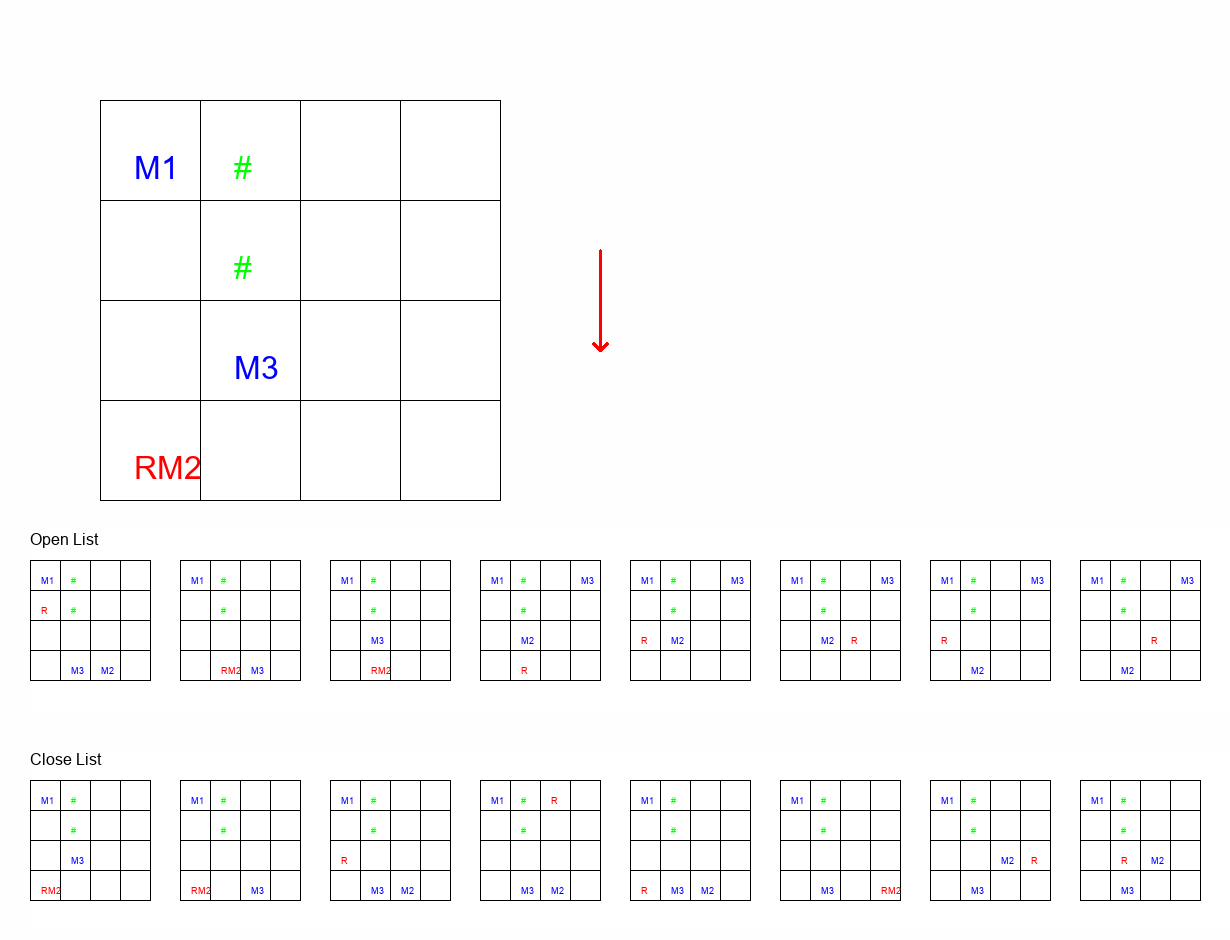 M1 #
#
M3
RM2
Open List
M1 # M1 # M1 # M1 # M3 M1 # M3 M1 # M3 M1 # M3 M1 # M3
R # # # # # # # #
M3 M2 R M2 M2 R R R
M3 M2 RM2 M3 RM2 R M2 M2
Close List
M1 # M1 # M1 # M1 # R M1 # M1 # M1 # M1 #
# # # # # # # #
M3 R M2 R R M2
RM2 RM2 M3 M3 M2 M3 M2 R M3 M2 M3 RM2 M3 M3